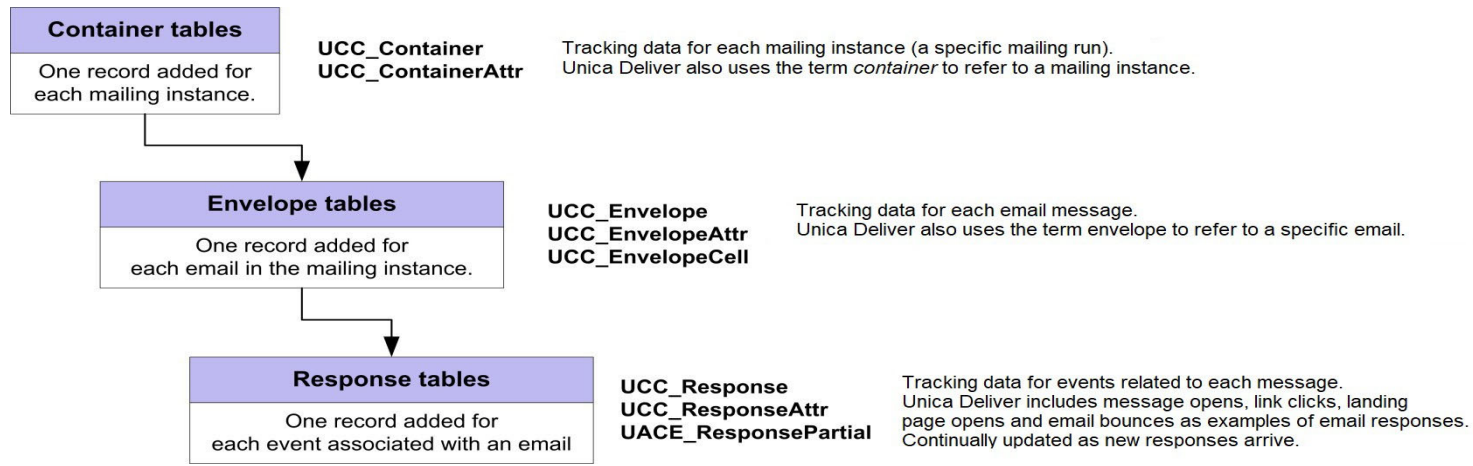 Container tables
One record added for
each mailing instance.
UCC_Container
UCC_ContainerAttr
Tracking data for each mailing instance (a specific mailing run).
Unica Deliver also uses the term container to refer to a mailing instance.
Envelope tables
One record added for
each email in the mailing instance.
UCC_Envelope
UCC_EnvelopeAttr
UCC_EnvelopeCell
Tracking data for each email message.
Unica Deliver also uses the term envelope to refer to a specific email.
Response tables
One record added for
each event associated with an email
UCC_Response
UCC_ResponseAttr
UACE_ResponsePartial
Tracking data for events related to each message.
Unica Deliver includes message opens, link clicks, landing
page opens and email bounces as examples of email responses.
Continually updated as new responses arrive.